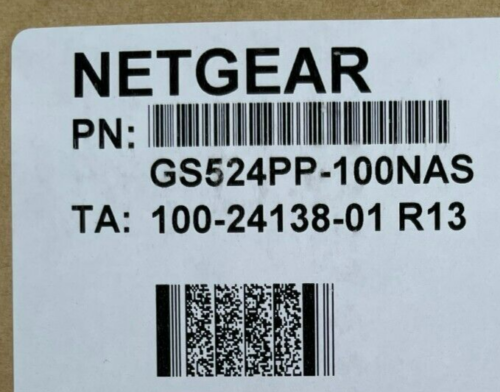 NETGEAR
PN:
GS524PP-100NAS
TA: 100-24138-01 R13